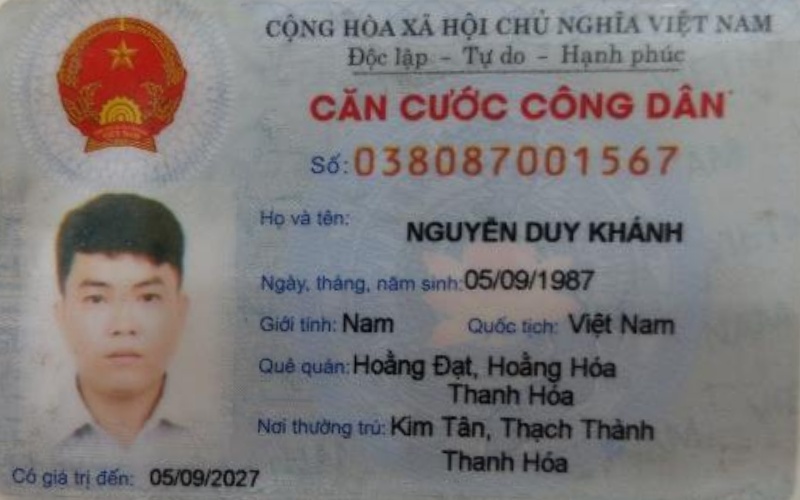 CỘNG HÒA XÃ HỘI CHỦ NGHĨA VIỆT NAM
Độc lập - Tự do - Hạnh phúc
CĂN CƯỚC CÔNG DÂN
Số: 038087001567
Họ và tên: NGUYỄN DUY KHÁNH
Ngày, tháng, năm sinh: 05/09/1987
Giới tính: Nam Quốc tịch: Việt Nam
Quê quán: Hoằng Đạt, Hoằng Hóa
Thanh Hóa
Nơi thường trú: Kim Tân, Thạch Thành
Thanh Hóa
Có giá trị đến: 05/09/2027